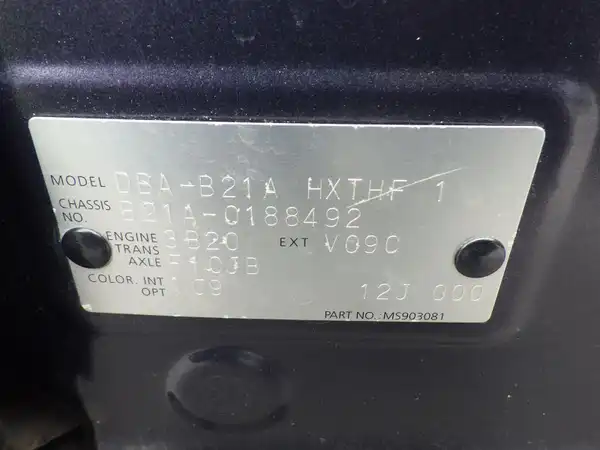 MODEL DBA-B21A HXTHF 1
CHASSIS NO. B21A-0188492
ENGINE 3B20 EXT V09C
TRANS AXLE F1CJB
COLOR. INT OPT 09 12J 000
PART NO.:MS903081